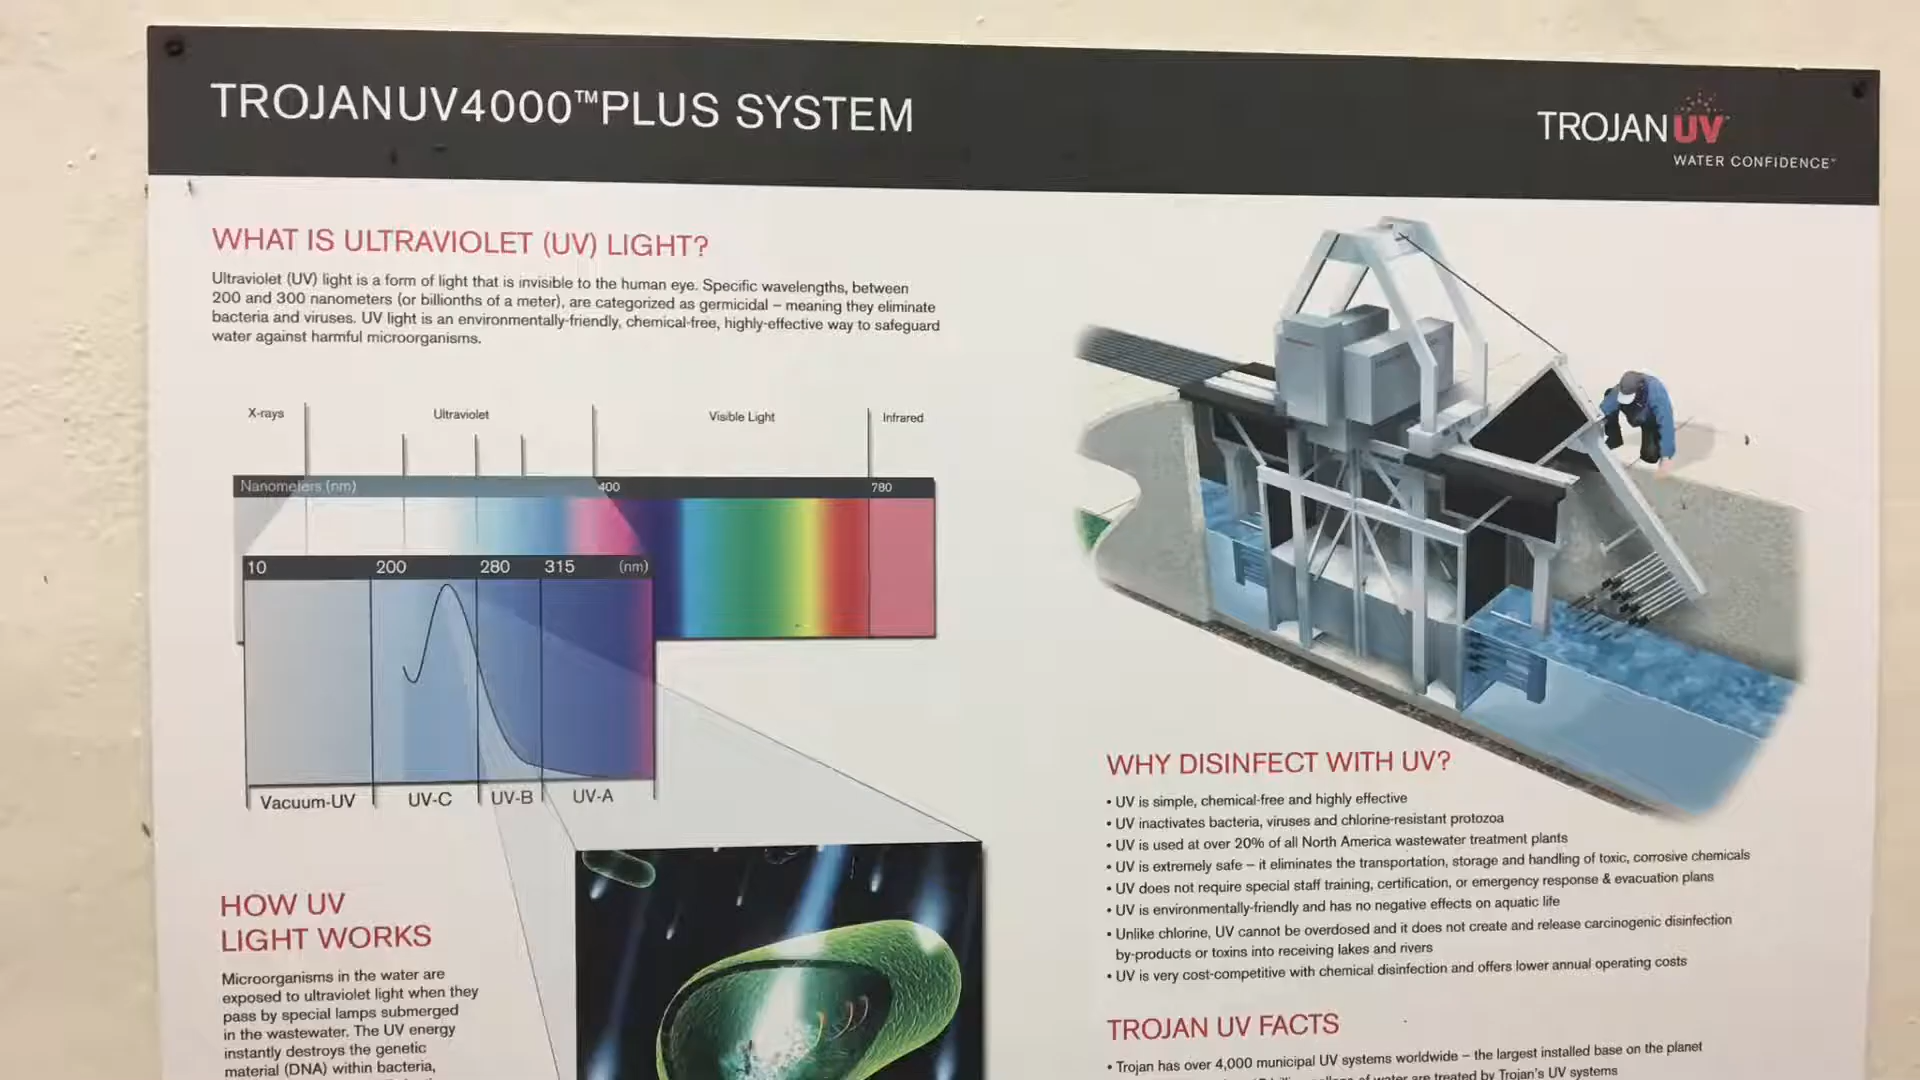 TROJANUV4000™PLUS SYSTEM
TROJANUV™
WATER CONFIDENCE™
WHAT IS ULTRAVIOLET (UV) LIGHT?
Ultraviolet (UV) light is a form of light that is invisible to the human eye. Specific wavelengths, between
200 and 300 nanometers (or billionths of a meter), are categorized as germicidal – meaning they eliminate
bacteria and viruses. UV light is an environmentally-friendly, chemical-free, highly-effective way to safeguard
water against harmful microorganisms.
X-rays Ultraviolet Visible Light Infrared
Nanometers (nm) 400 780
10 200 280 315 (nm)
Vacuum-UV UV-C UV-B UV-A
HOW UV
LIGHT WORKS
Microorganisms in the water are
exposed to ultraviolet light when they
pass by special lamps submerged
in the wastewater. The UV energy
instantly destroys the genetic
material (DNA) within bacteria,
WHY DISINFECT WITH UV?
• UV is simple, chemical-free and highly effective
• UV inactivates bacteria, viruses and chlorine-resistant protozoa
• UV is used at over 20% of all North America wastewater treatment plants
• UV is extremely safe – it eliminates the transportation, storage and handling of toxic, corrosive chemicals
• UV does not require special staff training, certification, or emergency response & evacuation plans
• UV is environmentally-friendly and has no negative effects on aquatic life
• Unlike chlorine, UV cannot be overdosed and it does not create and release carcinogenic disinfection
by-products or toxins into receiving lakes and rivers
• UV is very cost-competitive with chemical disinfection and offers lower annual operating costs
TROJAN UV FACTS
• Trojan has over 4,000 municipal UV systems worldwide – the largest installed base on the planet
of water are treated by Trojan's UV systems